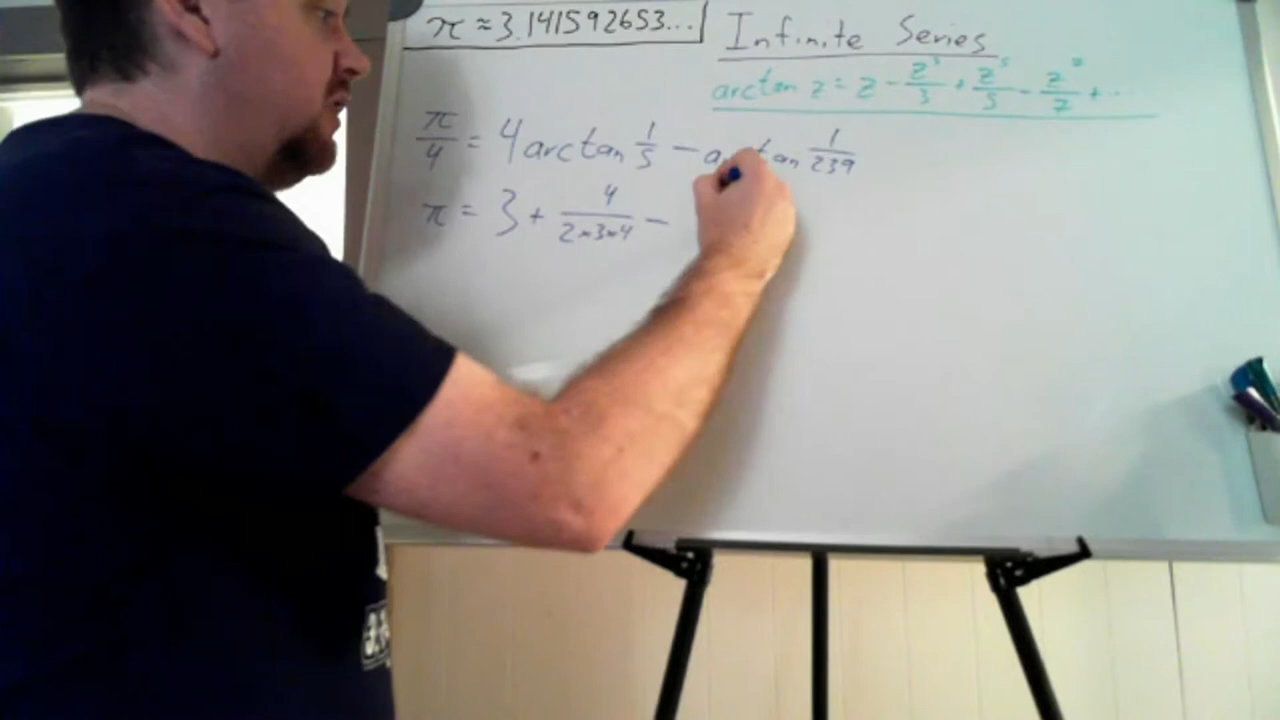 π ≈ 3.141592653...
Infinite Series
arctan z = z - z³/3 + z⁵/5 - z⁷/7 + ...
π/4 = 4 arctan 1/5 - arctan 1/239
π = 3 + 4/2×3×4 -